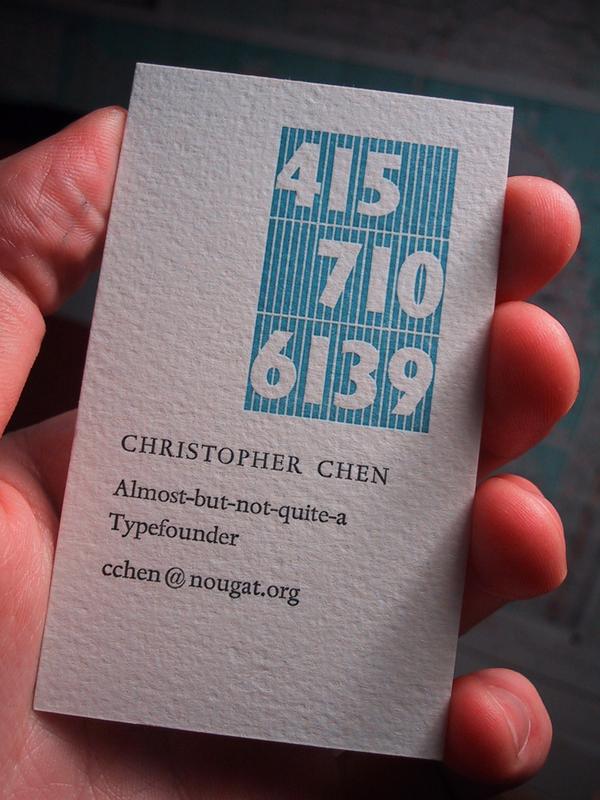 415
710
6139
CHRISTOPHER CHEN
Almost-but-not-quite-a
Typefounder
cchen@nougat.org